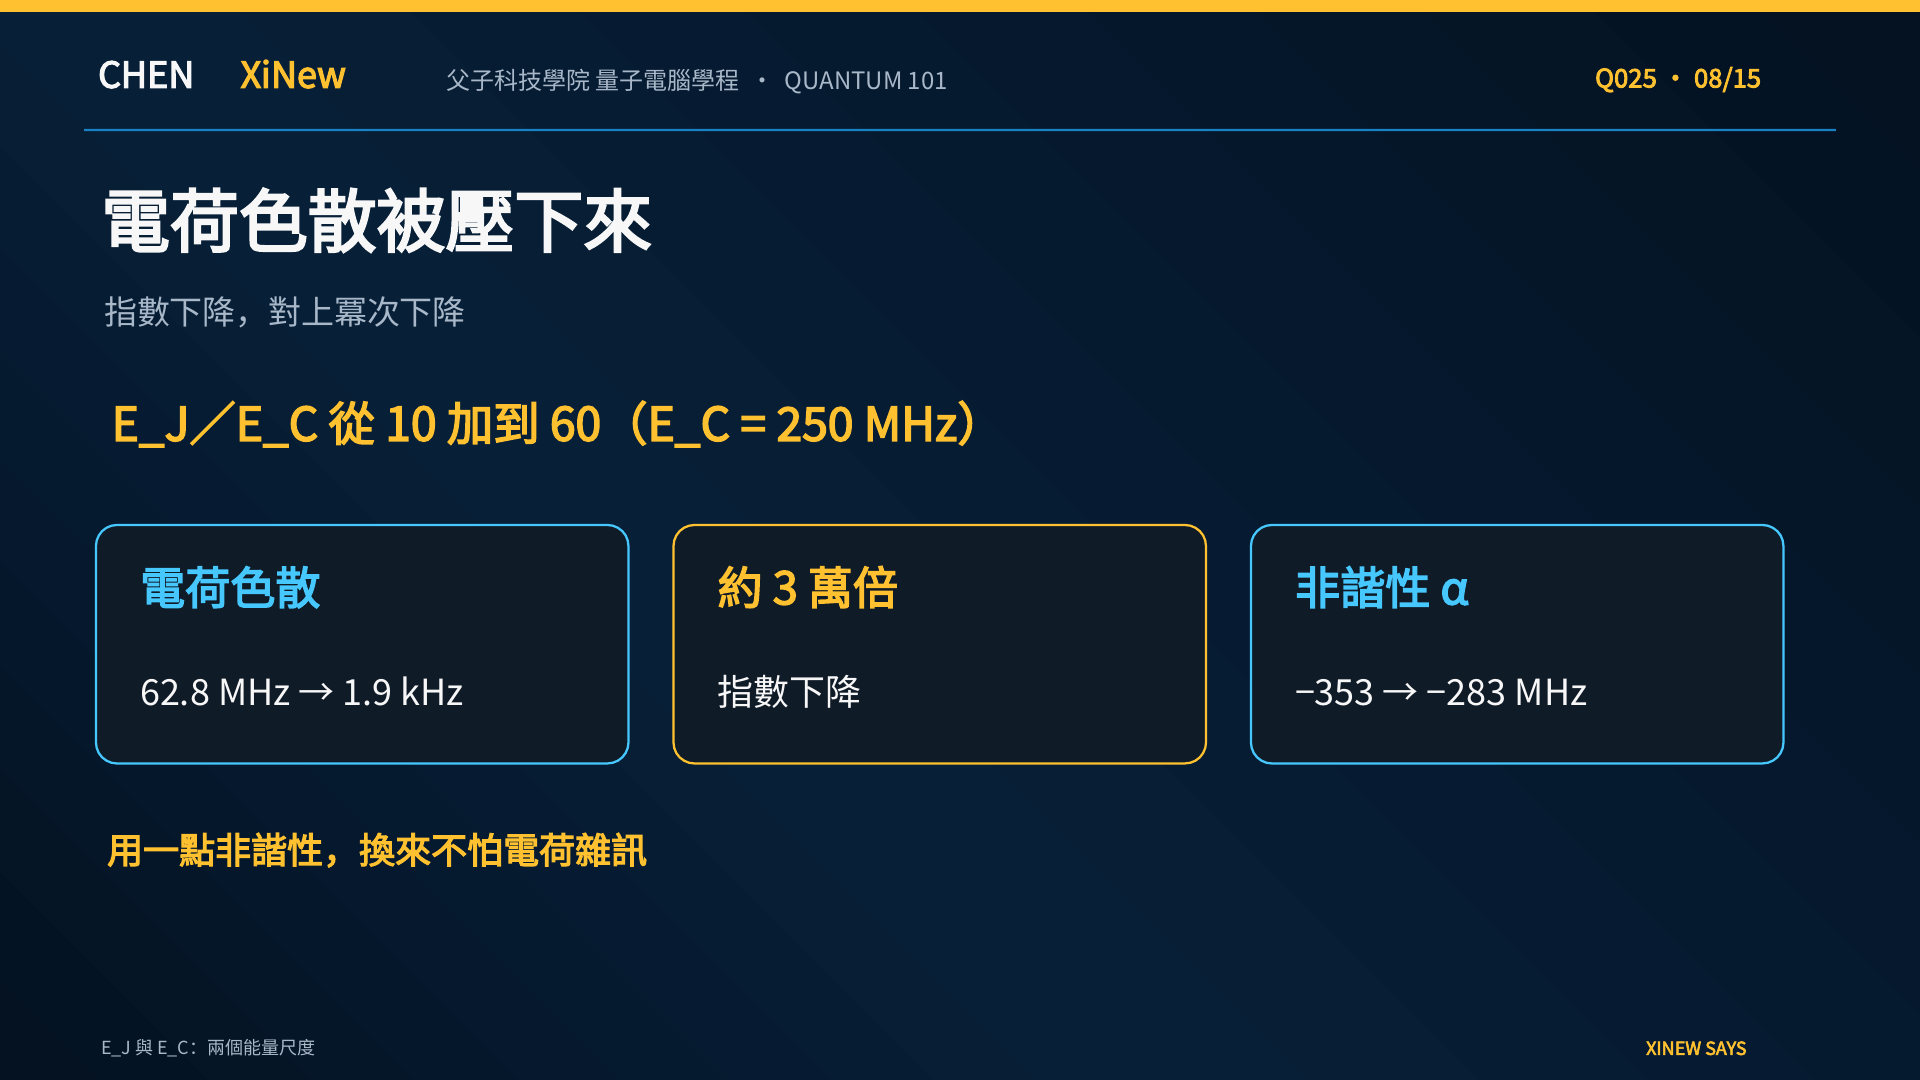 CHEN XiNew 父子科技學院 量子電腦學程 · QUANTUM 101 Q025 · 08/15
電荷色散被壓下來
指數下降，對上冪次下降
E_J／E_C 從 10 加到 60（E_C = 250 MHz）
電荷色散
62.8 MHz → 1.9 kHz
約 3 萬倍
指數下降
非諧性 α
−353 → −283 MHz
用一點非諧性，換來不怕電荷雜訊
E_J 與 E_C：兩個能量尺度 XINEW SAYS